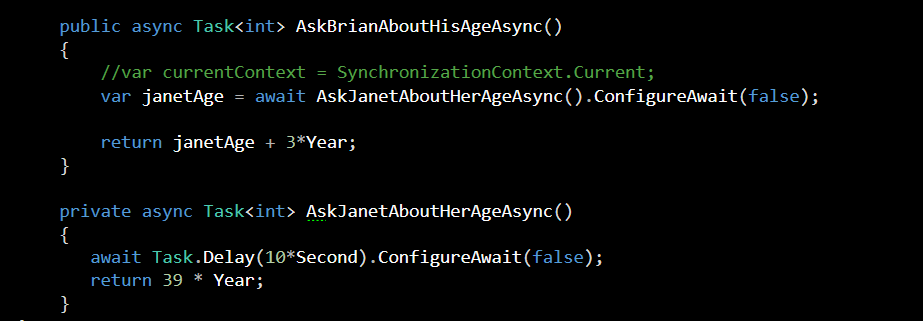 public async Task<int> AskBrianAboutHisAgeAsync()
{
//var currentContext = SynchronizationContext.Current;
var janetAge = await AskJanetAboutHerAgeAsync().ConfigureAwait(false);
return janetAge + 3*Year;
}
private async Task<int> AskJanetAboutHerAgeAsync()
{
await Task.Delay(10*Second).ConfigureAwait(false);
return 39 * Year;
}